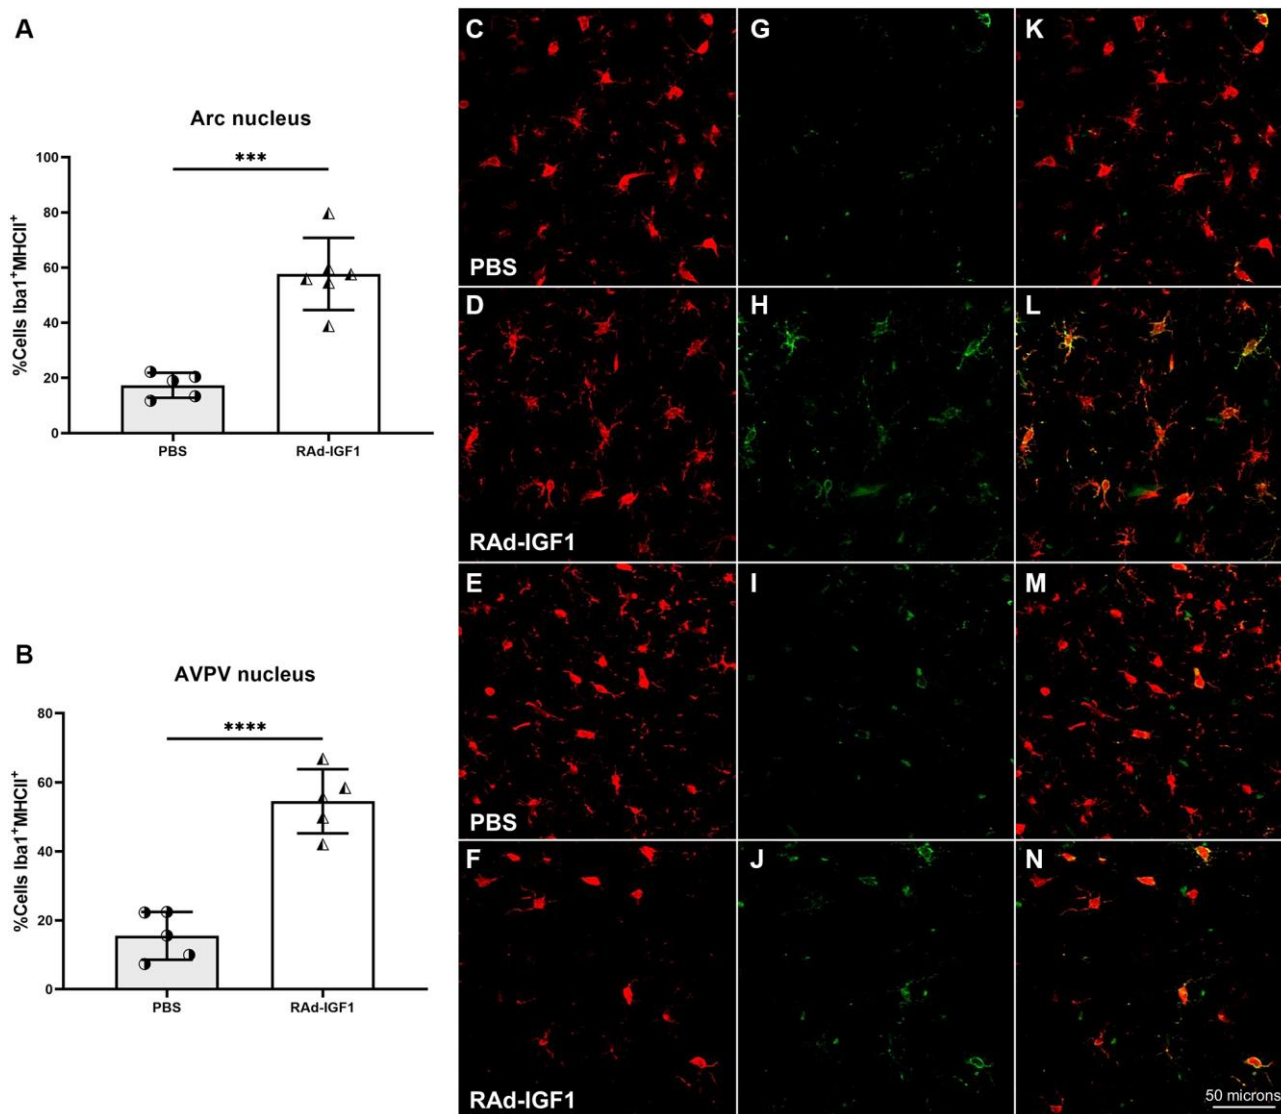 A
Arc nucleus
***
100
80
60
40
20
0
%Cells Iba1⁺MHCII⁺
PBS
RAd-IGF1
B
AVPV nucleus
****
80
60
40
20
0
%Cells Iba1⁺MHCII⁺
PBS
RAd-IGF1
C
PBS
G
K
D
RAd-IGF1
H
L
E
PBS
I
M
F
RAd-IGF1
J
N
50 microns